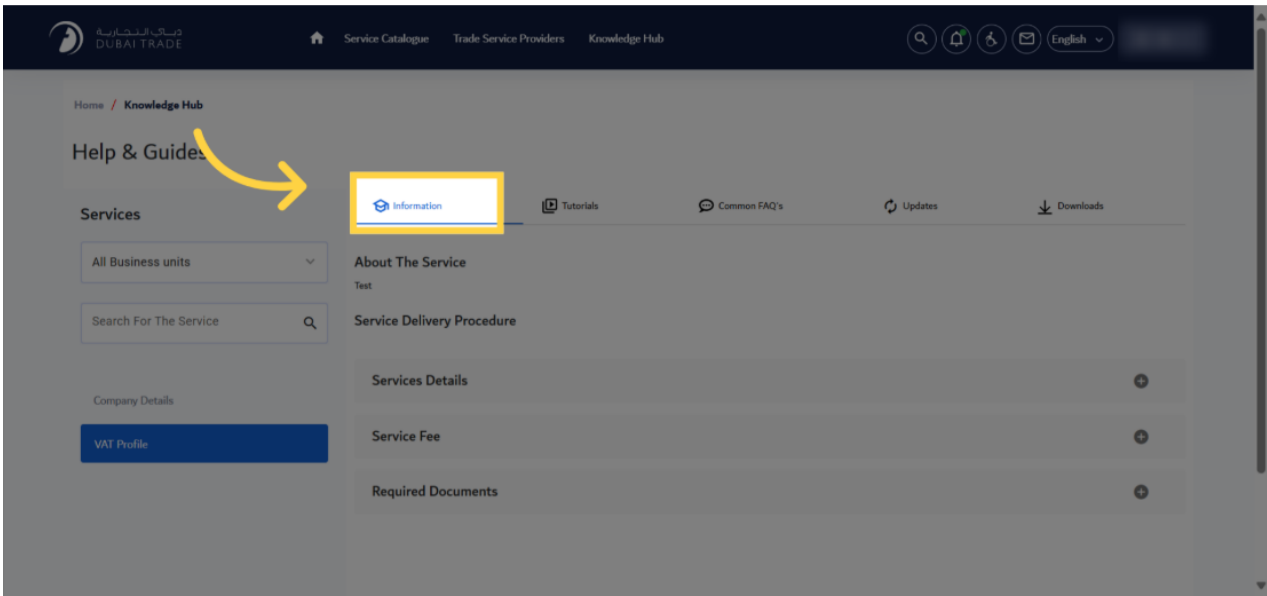 دبـــي الـتـجـاريـة
DUBAI TRADE
Service Catalogue
Trade Service Providers
Knowledge Hub
English
Home / Knowledge Hub
Help & Guides
Services
Information
Tutorials
Common FAQ's
Updates
Downloads
All Business units
About The Service
Test
Search For The Service
Service Delivery Procedure
Services Details
Company Details
Service Fee
VAT Profile
Required Documents